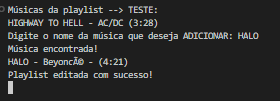 Músicas da playlist --> TESTE:
HIGHWAY TO HELL - AC/DC (3:28)
Digite o nome da música que deseja ADICIONAR: HALO
Música encontrada!
HALO - BeyoncÃ© - (4:21)
Playlist editada com sucesso!